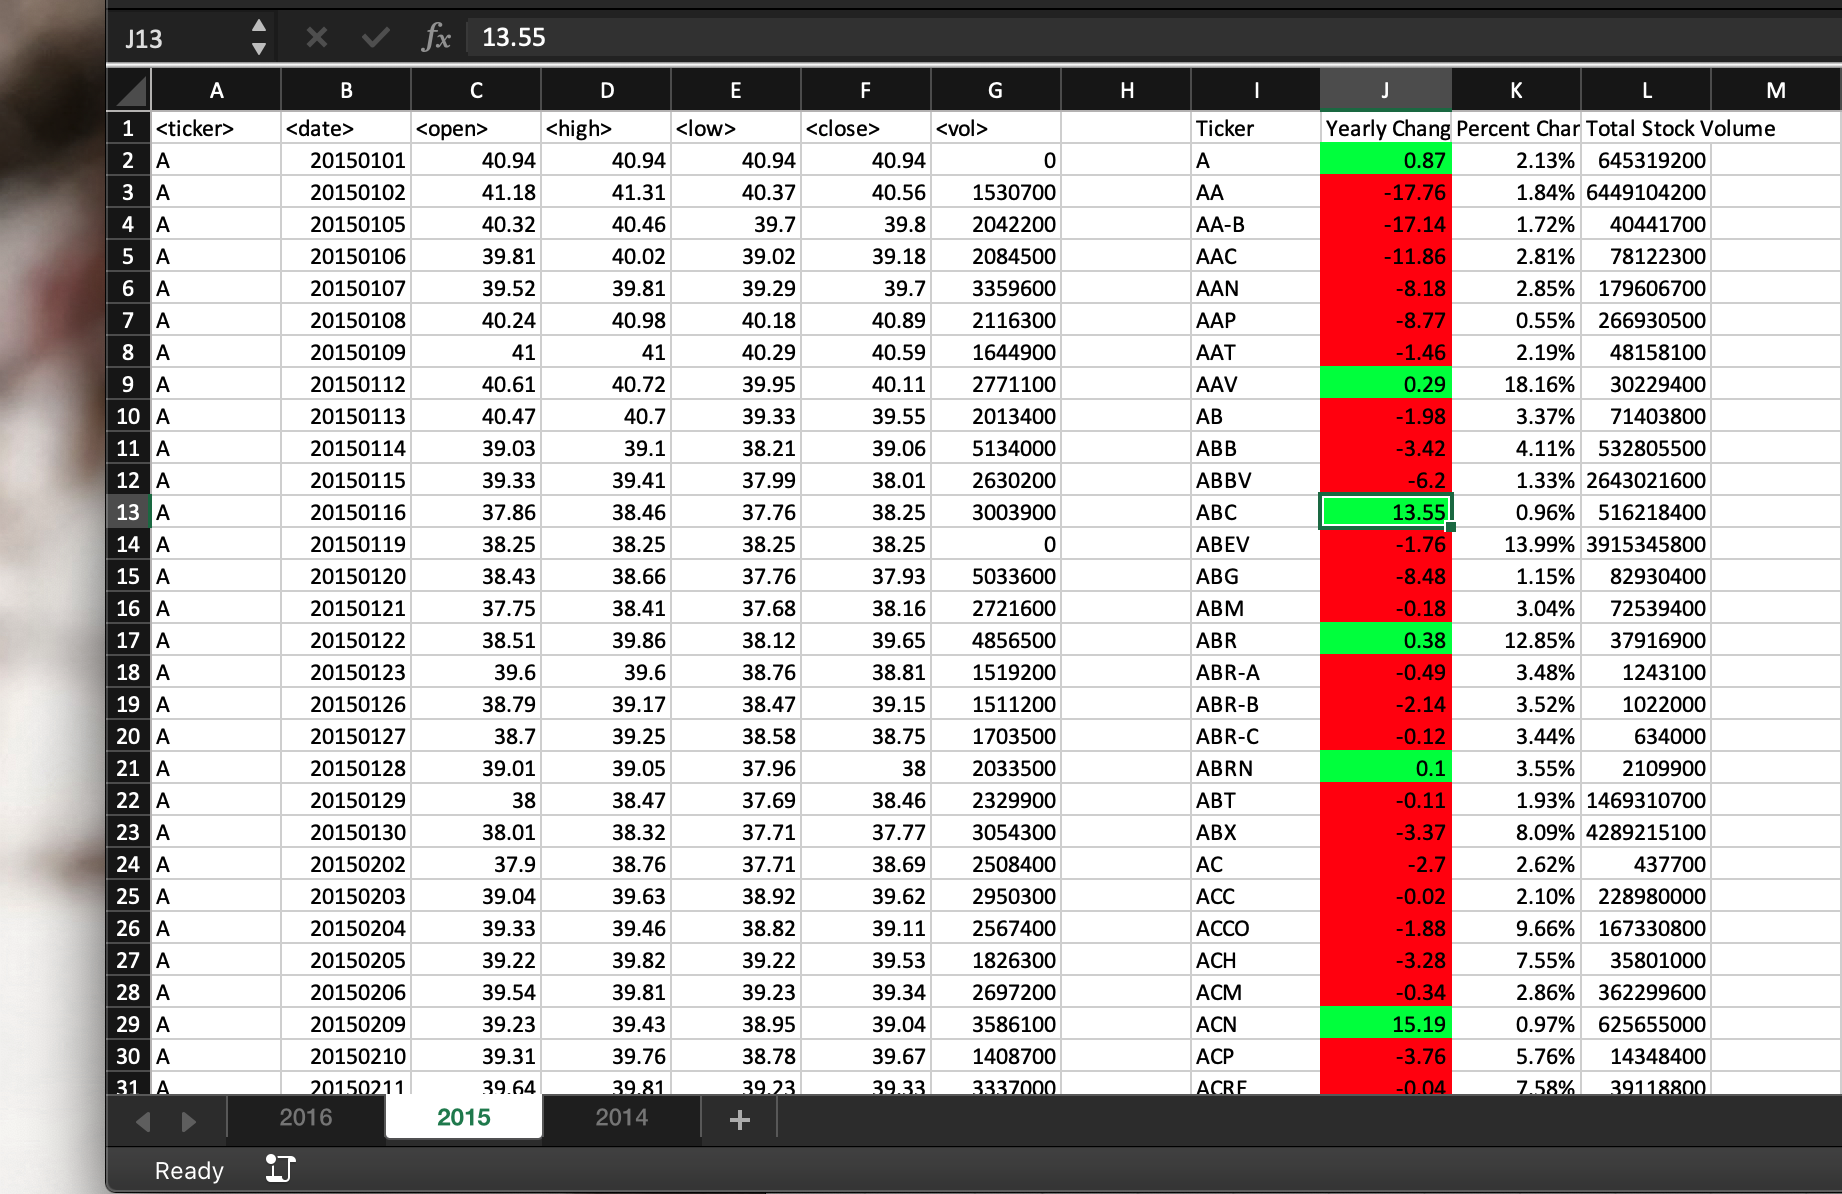 J13 fx 13.55
A B C D E F G H I J K L M
1 <ticker> <date> <open> <high> <low> <close> <vol> Ticker Yearly Chang Percent Char Total Stock Volume
2 A 20150101 40.94 40.94 40.94 40.94 0 A 0.87 2.13% 645319200
3 A 20150102 41.18 41.31 40.37 40.56 1530700 AA -17.76 1.84% 6449104200
4 A 20150105 40.32 40.46 39.7 39.8 2042200 AA-B -17.14 1.72% 40441700
5 A 20150106 39.81 40.02 39.02 39.18 2084500 AAC -11.86 2.81% 78122300
6 A 20150107 39.52 39.81 39.29 39.7 3359600 AAN -8.18 2.85% 179606700
7 A 20150108 40.24 40.98 40.18 40.89 2116300 AAP -8.77 0.55% 266930500
8 A 20150109 41 41 40.29 40.59 1644900 AAT -1.46 2.19% 48158100
9 A 20150112 40.61 40.72 39.95 40.11 2771100 AAV 0.29 18.16% 30229400
10 A 20150113 40.47 40.7 39.33 39.55 2013400 AB -1.98 3.37% 71403800
11 A 20150114 39.03 39.1 38.21 39.06 5134000 ABB -3.42 4.11% 532805500
12 A 20150115 39.33 39.41 37.99 38.01 2630200 ABBV -6.2 1.33% 2643021600
13 A 20150116 37.86 38.46 37.76 38.25 3003900 ABC 13.55 0.96% 516218400
14 A 20150119 38.25 38.25 38.25 38.25 0 ABEV -1.76 13.99% 3915345800
15 A 20150120 38.43 38.66 37.76 37.93 5033600 ABG -8.48 1.15% 82930400
16 A 20150121 37.75 38.41 37.68 38.16 2721600 ABM -0.18 3.04% 72539400
17 A 20150122 38.51 39.86 38.12 39.65 4856500 ABR 0.38 12.85% 37916900
18 A 20150123 39.6 39.6 38.76 38.81 1519200 ABR-A -0.49 3.48% 1243100
19 A 20150126 38.79 39.17 38.47 39.15 1511200 ABR-B -2.14 3.52% 1022000
20 A 20150127 38.7 39.25 38.58 38.75 1703500 ABR-C -0.12 3.44% 634000
21 A 20150128 39.01 39.05 37.96 38 2033500 ABRN 0.1 3.55% 2109900
22 A 20150129 38 38.47 37.69 38.46 2329900 ABT -0.11 1.93% 1469310700
23 A 20150130 38.01 38.32 37.71 37.77 3054300 ABX -3.37 8.09% 4289215100
24 A 20150202 37.9 38.76 37.71 38.69 2508400 AC -2.7 2.62% 437700
25 A 20150203 39.04 39.63 38.92 39.62 2950300 ACC -0.02 2.10% 228980000
26 A 20150204 39.33 39.46 38.82 39.11 2567400 ACCO -1.88 9.66% 167330800
27 A 20150205 39.22 39.82 39.22 39.53 1826300 ACH -3.28 7.55% 35801000
28 A 20150206 39.54 39.81 39.23 39.34 2697200 ACM -0.34 2.86% 362299600
29 A 20150209 39.23 39.43 38.95 39.04 3586100 ACN 15.19 0.97% 625655000
30 A 20150210 39.31 39.76 38.78 39.67 1408700 ACP -3.76 5.76% 14348400
31 A 20150211 39.64 39.81 39.23 39.33 3337000 ACRE -0.04 7.58% 39118800
2016 2015 2014 +
Ready